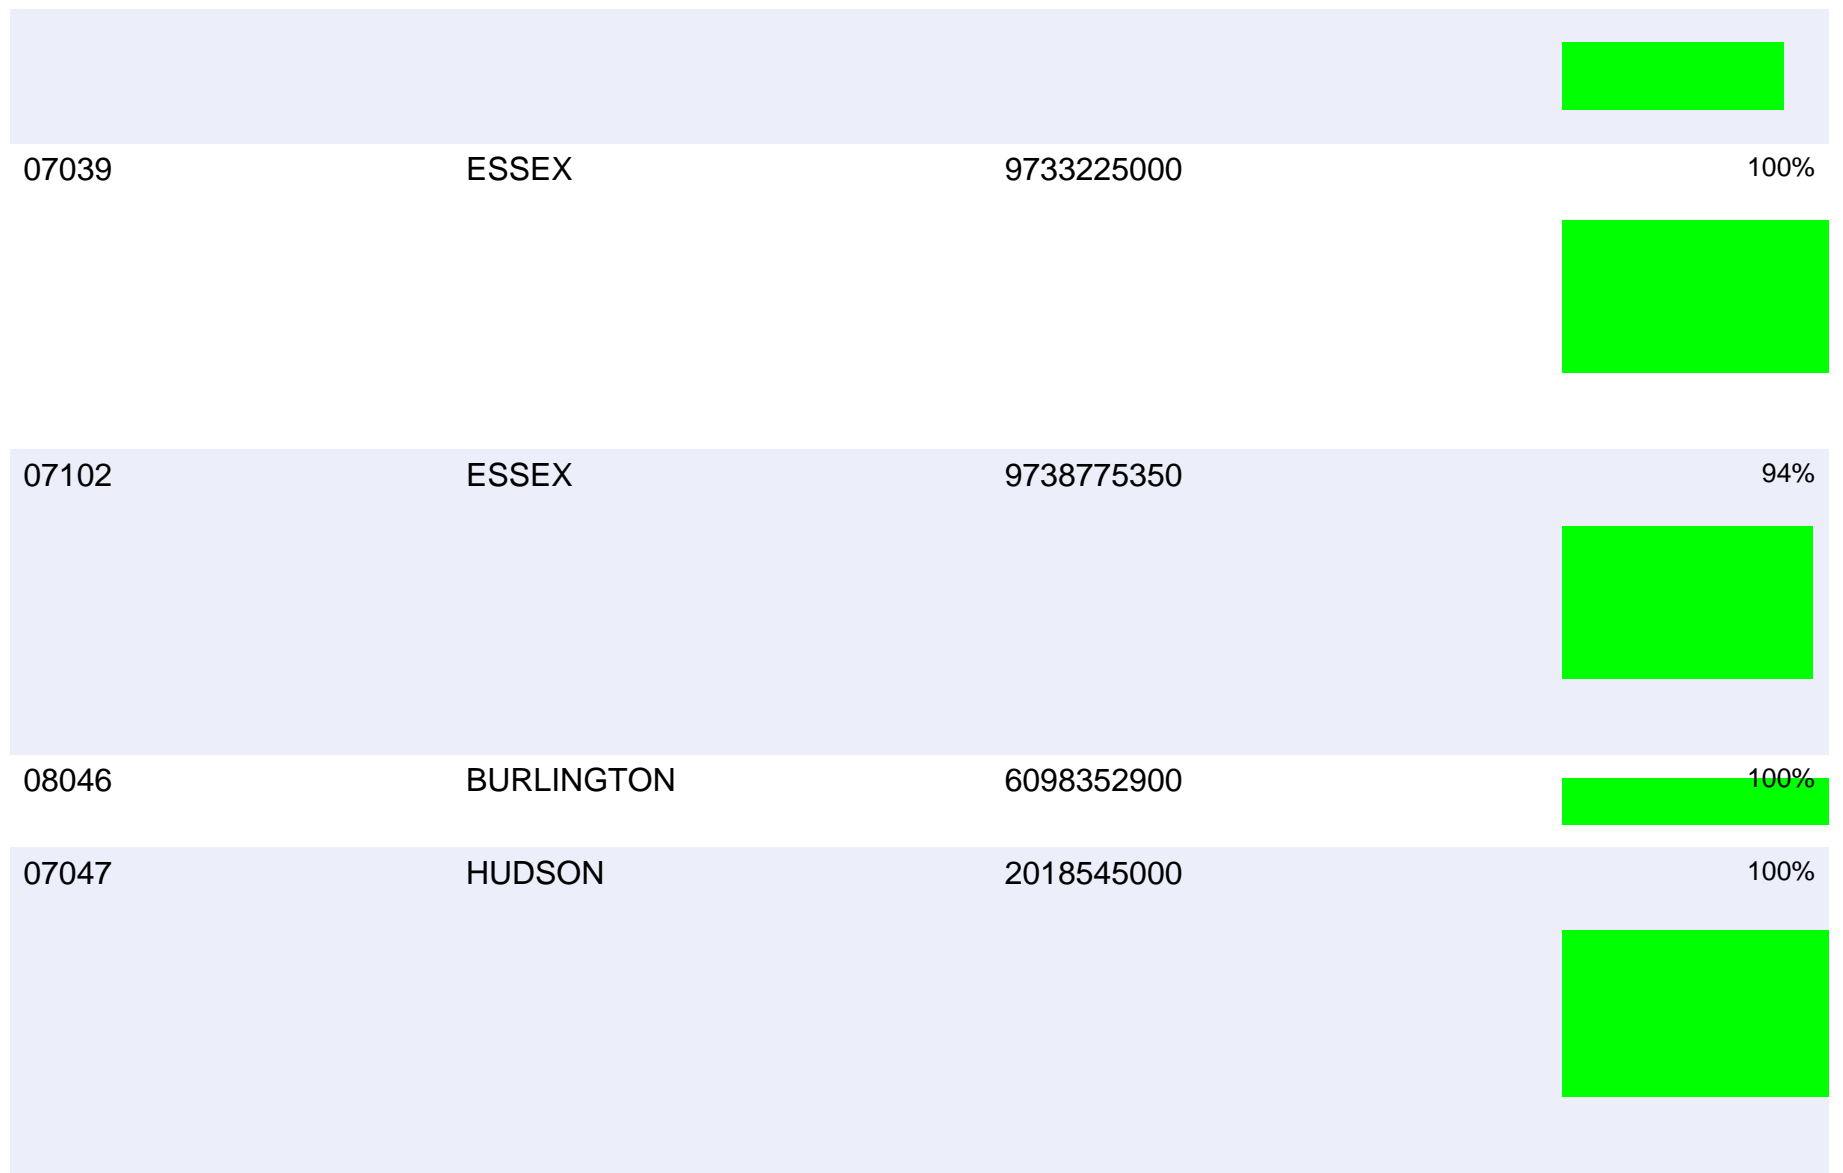 07039 ESSEX 9733225000 100%
07102 ESSEX 9738775350 94%
08046 BURLINGTON 6098352900 100%
07047 HUDSON 2018545000 100%